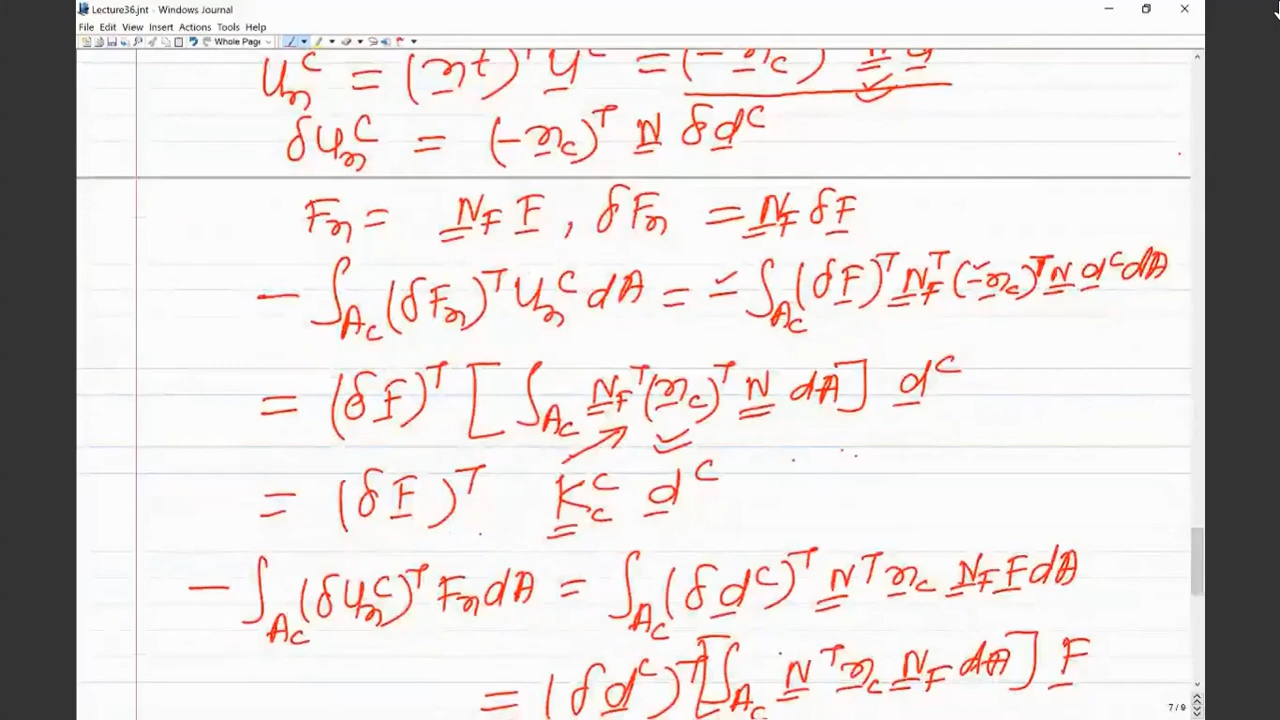 Lecture36.jnt - Windows Journal
File Edit View Insert Actions Tools Help
Whole Page
u_n^c = (n^t)^T u^c = (-n_c)^T N d^c
δu_n^c = (-n_c)^T N δd^c
F_n = N_F F, δF_n = N_F δF
- ∫_{A_c} (δF_n)^T u_n^c dA = - ∫_{A_c} (δF)^T N_F^T (-n_c)^T N d^c dA
= (δF)^T [ ∫_{A_c} N_F^T (n_c)^T N dA ] d^c
= (δF)^T K_c^c d^c
- ∫_{A_c} (δu_n^c)^T F_n dA = ∫_{A_c} (δd^c)^T N^T n_c N_F F dA
= (δd^c)^T [ ∫_{A_c} N^T n_c N_F dA ] F
7 / 9